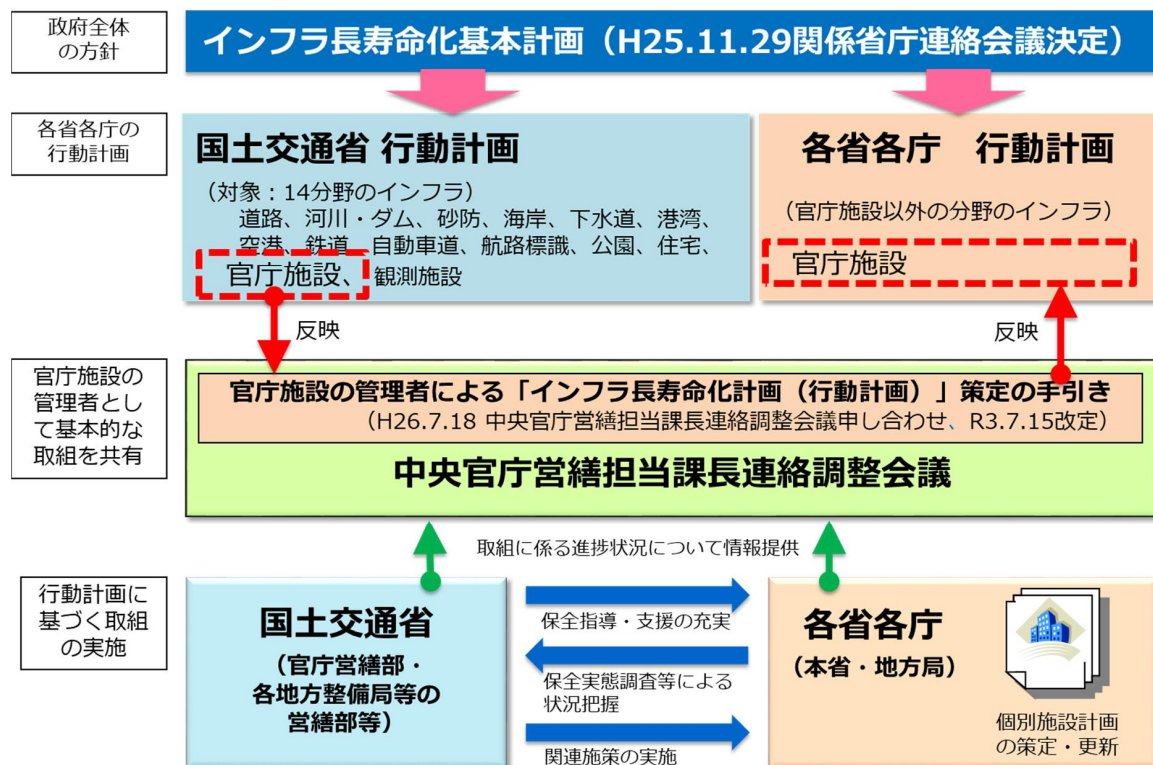 政府全体
の方針
インフラ長寿命化基本計画（H25.11.29関係省庁連絡会議決定）
各省各庁の
行動計画
国土交通省 行動計画
（対象：14分野のインフラ）
道路、河川・ダム、砂防、海岸、下水道、港湾、
空港、鉄道、自動車道、航路標識、公園、住宅、
官庁施設、観測施設
各省各庁　行動計画
（官庁施設以外の分野のインフラ）
官庁施設
反映
反映
官庁施設の
管理者とし
て基本的な
取組を共有
官庁施設の管理者による「インフラ長寿命化計画（行動計画）」策定の手引き
（H26.7.18 中央官庁営繕担当課長連絡調整会議申し合わせ、R3.7.15改定）
中央官庁営繕担当課長連絡調整会議
取組に係る進捗状況について情報提供
行動計画に
基づく取組
の実施
国土交通省
（官庁営繕部・
各地方整備局等の
営繕部等）
保全指導・支援の充実
保全実態調査等による
状況把握
関連施策の実施
各省各庁
（本省・地方局）
個別施設計画
の策定・更新